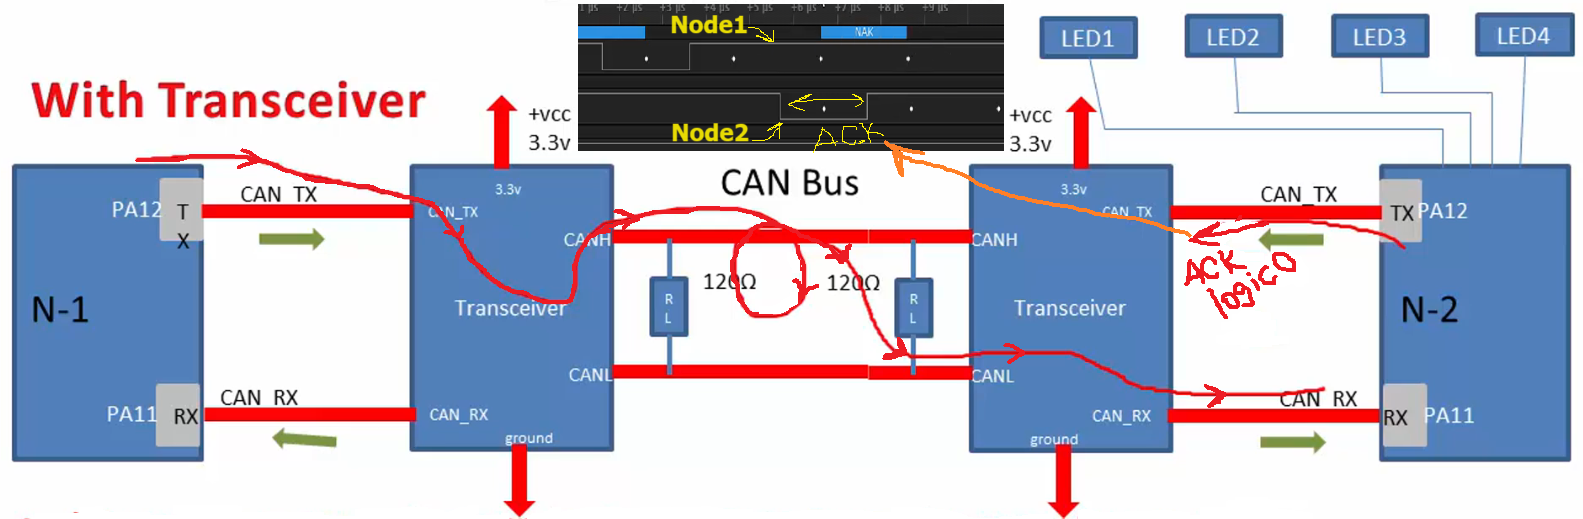 1 µs +2 µs +3 µs +4 µs +5 µs +6 µs +7 µs +8 µs +9 µs
Node1
NAK
Node2
ACK
LED1
LED2
LED3
LED4
With Transceiver
+vcc
3.3v
+vcc
3.3v
CAN Bus
N-1
PA12
T
X
CAN_TX
PA11
RX
CAN_RX
3.3v
CAN_TX
CANH
Transceiver
CANL
CAN_RX
ground
120Ω
R
L
120Ω
R
L
3.3v
CAN_TX
CANH
Transceiver
CANL
CAN_RX
ground
CAN_TX
TX
PA12
ACK
logic0
N-2
CAN_RX
RX
PA11